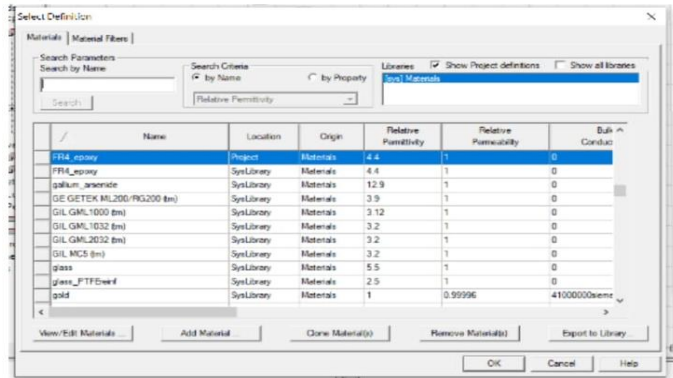 Select Definition
Materials Material Filters
Search Parameters
Search by Name
Search
Search Criteria
by Name by Property
Relative Permittivity
Libraries Show Project definitions Show all libraries
[sys] Materials
/ Name Location Origin Relative Permittivity Relative Permeability Bulk Conduc
FR4_epoxy Project Materials 4.4 1 0
FR4_epoxy SysLibrary Materials 4.4 1 0
gallium_arsenide SysLibrary Materials 12.9 1 0
GE GETEK ML200/RG200 (tm) SysLibrary Materials 3.9 1 0
GIL GML1000 (tm) SysLibrary Materials 3.12 1 0
GIL GML1032 (tm) SysLibrary Materials 3.2 1 0
GIL GML2032 (tm) SysLibrary Materials 3.2 1 0
GIL MC5 (tm) SysLibrary Materials 3.2 1 0
glass SysLibrary Materials 5.5 1 0
glass_PTFEreinf SysLibrary Materials 2.5 1 0
gold SysLibrary Materials 1 0.99996 41000000sieme
View/Edit Materials ... Add Material ... Clone Material(s) Remove Material(s) Export to Library ...
OK Cancel Help